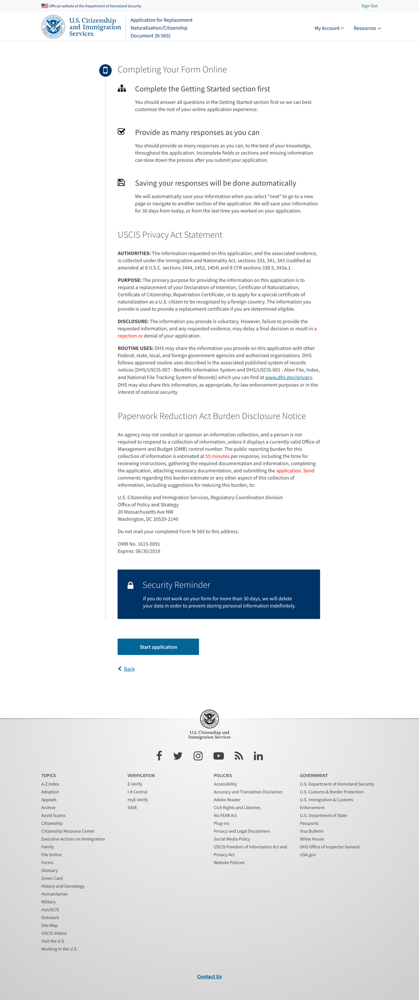 Official website of the Department of Homeland Security
Sign Out
U.S. Citizenship
and Immigration
Services
Application for Replacement
Naturalization/Citizenship
Document (N-565)
My Account
Resources
Completing Your Form Online
Complete the Getting Started section first
You should answer all questions in the Getting Started section first so we can best
customize the rest of your online application experience.
Provide as many responses as you can
You should provide as many responses as you can, to the best of your knowledge,
throughout the application. Incomplete fields or sections and missing information
can slow down the process after you submit your application.
Saving your responses will be done automatically
We will automatically save your information when you select "next" to go to a new
page or navigate to another section of the application. We will save your information
for 30 days from today, or from the last time you worked on your application.
USCIS Privacy Act Statement
AUTHORITIES: The information requested on this application, and the associated evidence,
is collected under the Immigration and Nationality Act, sections 333, 341, 343 (codified as
amended at 8 U.S.C. sections 1444, 1452, 1454) and 8 CFR sections 338.5, 343a.1.
PURPOSE: The primary purpose for providing the information on this application is to
request a replacement of your Declaration of Intention, Certificate of Naturalization,
Certificate of Citizenship, Repatriation Certificate, or to apply for a special certificate of
naturalization as a U.S. citizen to be recognized by a foreign country. The information you
provide is used to provide a replacement certificate if you are determined eligible.
DISCLOSURE: The information you provide is voluntary. However, failure to provide the
requested information, and any requested evidence, may delay a final decision or result in a
rejection or denial of your application.
ROUTINE USES: DHS may share the information you provide on this application with other
Federal, state, local, and foreign government agencies and authorized organizations. DHS
follows approved routine uses described in the associated published system of records
notices [DHS/USCIS-007 - Benefits Information System and DHS/USCIS-001 - Alien File, Index,
and National File Tracking System of Records] which you can find at www.dhs.gov/privacy.
DHS may also share this information, as appropriate, for law enforcement purposes or in the
interest of national security.
Paperwork Reduction Act Burden Disclosure Notice
An agency may not conduct or sponsor an information collection, and a person is not
required to respond to a collection of information, unless it displays a currently valid Office of
Management and Budget (OMB) control number. The public reporting burden for this
collection of information is estimated at 55 minutes per response, including the time for
reviewing instructions, gathering the required documentation and information, completing
the application, attaching necessary documentation, and submitting the application. Send
comments regarding this burden estimate or any other aspect of this collection of
information, including suggestions for reducing this burden, to:
U.S. Citizenship and Immigration Services, Regulatory Coordination Division
Office of Policy and Strategy
20 Massachusetts Ave NW
Washington, DC 20529-2140
Do not mail your completed Form N-565 to this address.
OMB No. 1615-0091
Expires: 06/30/2019
Security Reminder
If you do not work on your form for more than 30 days, we will delete
your data in order to prevent storing personal information indefinitely.
Start application
Back
U.S. Citizenship and
Immigration Services
TOPICS
A-Z Index
Adoption
Appeals
Archive
Avoid Scams
Citizenship
Citizenship Resource Center
Executive Actions on Immigration
Family
File Online
Forms
Glossary
Green Card
History and Genealogy
Humanitarian
Military
myUSCIS
Outreach
Site Map
USCIS Videos
Visit the U.S.
Working in the U.S.
VERIFICATION
E-Verify
I-9 Central
myE-Verify
SAVE
POLICIES
Accessibility
Accuracy and Translation Disclaimer
Adobe Reader
Civil Rights and Liberties
No FEAR Act
Plug-ins
Privacy and Legal Disclaimers
Social Media Policy
USCIS Freedom of Information Act and
Privacy Act
Website Policies
GOVERNMENT
U.S. Department of Homeland Security
U.S. Customs & Border Protection
U.S. Immigration & Customs
Enforcement
U.S. Department of State
Passports
Visa Bulletin
White House
DHS Office of Inspector General
USA.gov
Contact Us